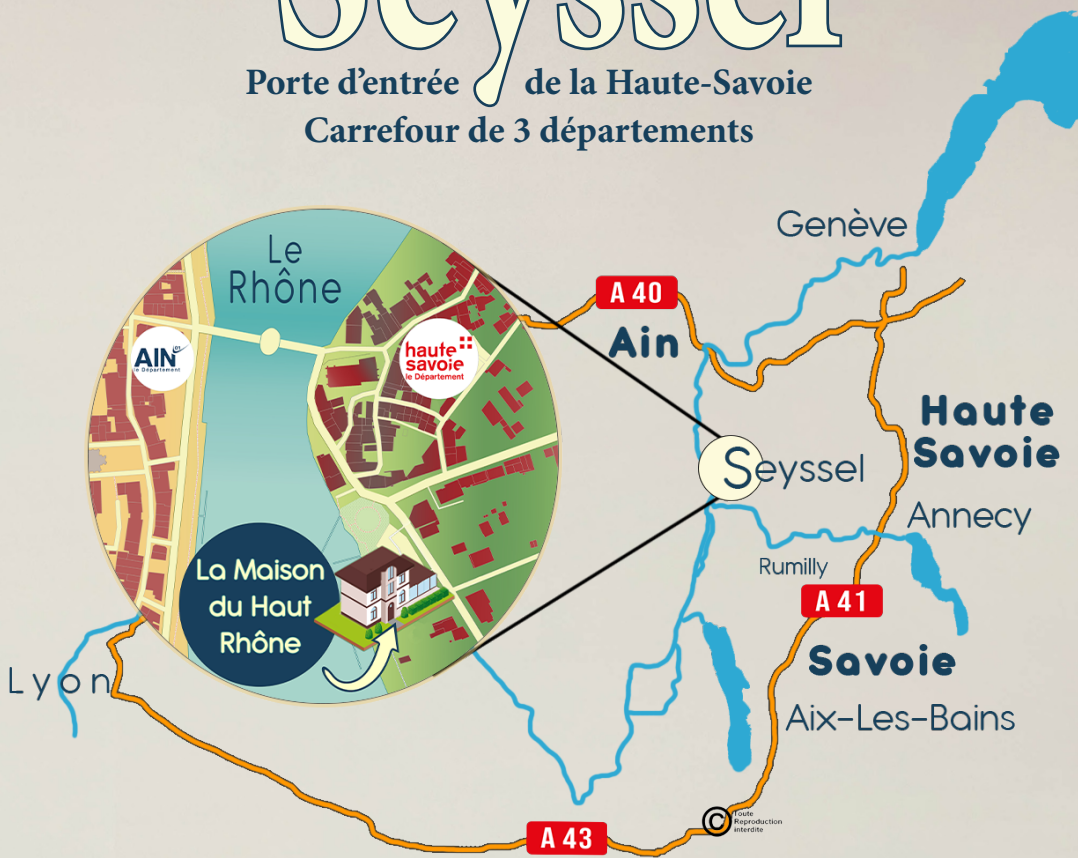 Seyssel
Porte d’entrée de la Haute-Savoie
Carrefour de 3 départements
Genève
Le
Rhône
A 40
Ain
AIN
le Département
haute
savoie
le Département
Haute
Savoie
Seyssel
Annecy
Rumilly
La Maison
du Haut
Rhône
A 41
Savoie
Lyon
Aix-Les-Bains
A 43
©
Toute
Reproduction
interdite